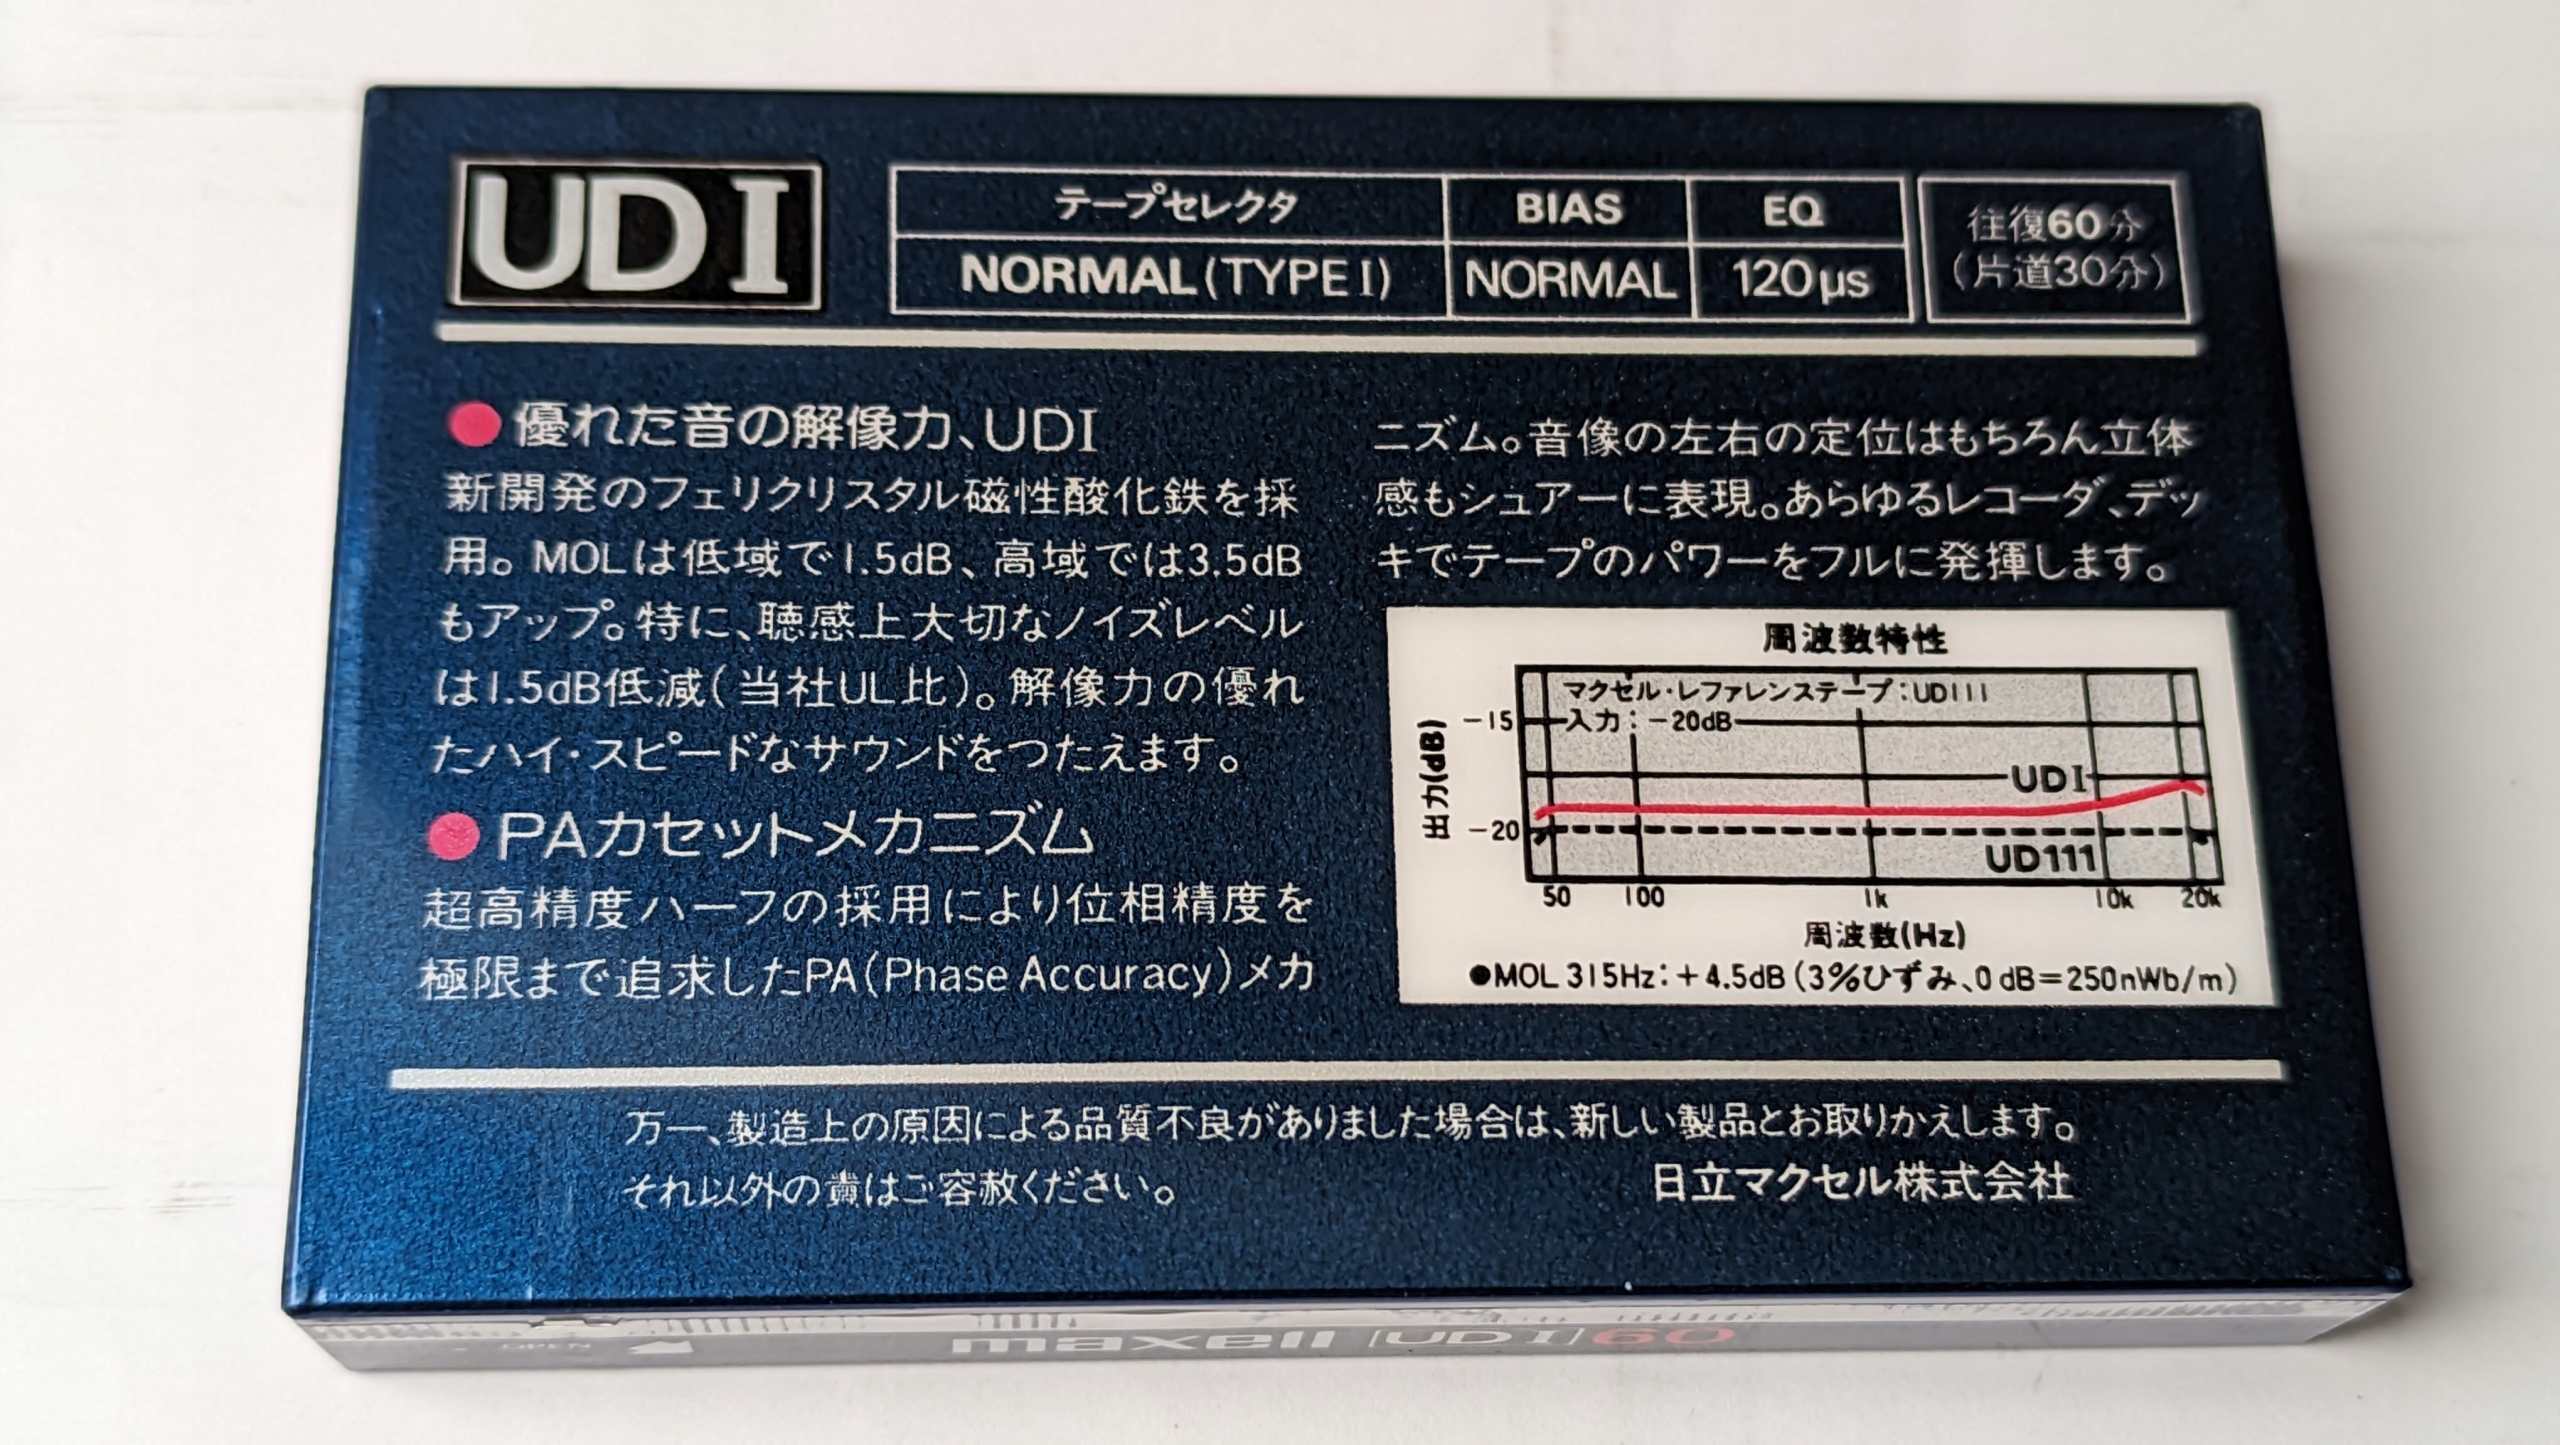 UD I
テープセレクタ BIAS EQ
NORMAL (TYPE I) NORMAL 120μs
往復60分
(片道30分)
●優れた音の解像力、UDI
新開発のフェリクリスタル磁性酸化鉄を採
用。MOLは低域で1.5dB、高域では3.5dB
もアップ。特に、聴感上大切なノイズレベル
は1.5dB低減(当社UL比)。解像力の優れ
たハイ・スピードなサウンドをつたえます。
●PAカセットメカニズム
超高精度ハーフの採用により位相精度を
極限まで追求したPA(Phase Accuracy)メカ
ニズム。音像の左右の定位はもちろん立体
感もシュアーに表現。あらゆるレコーダ、デッ
キでテープのパワーをフルに発揮します。
周波数特性
マクセル・レファレンステープ:UD111
入力:-20dB
出力(dB)
-15
-20
UD I
UD111
50 100 1k 10k 20k
周波数(Hz)
●MOL 315Hz:+4.5dB(3%ひずみ、0dB=250nWb/m)
万一、製造上の原因による品質不良がありました場合は、新しい製品とお取りかえします。
それ以外の責はご容赦ください。
日立マクセル株式会社
OPEN
maxell UD I 60